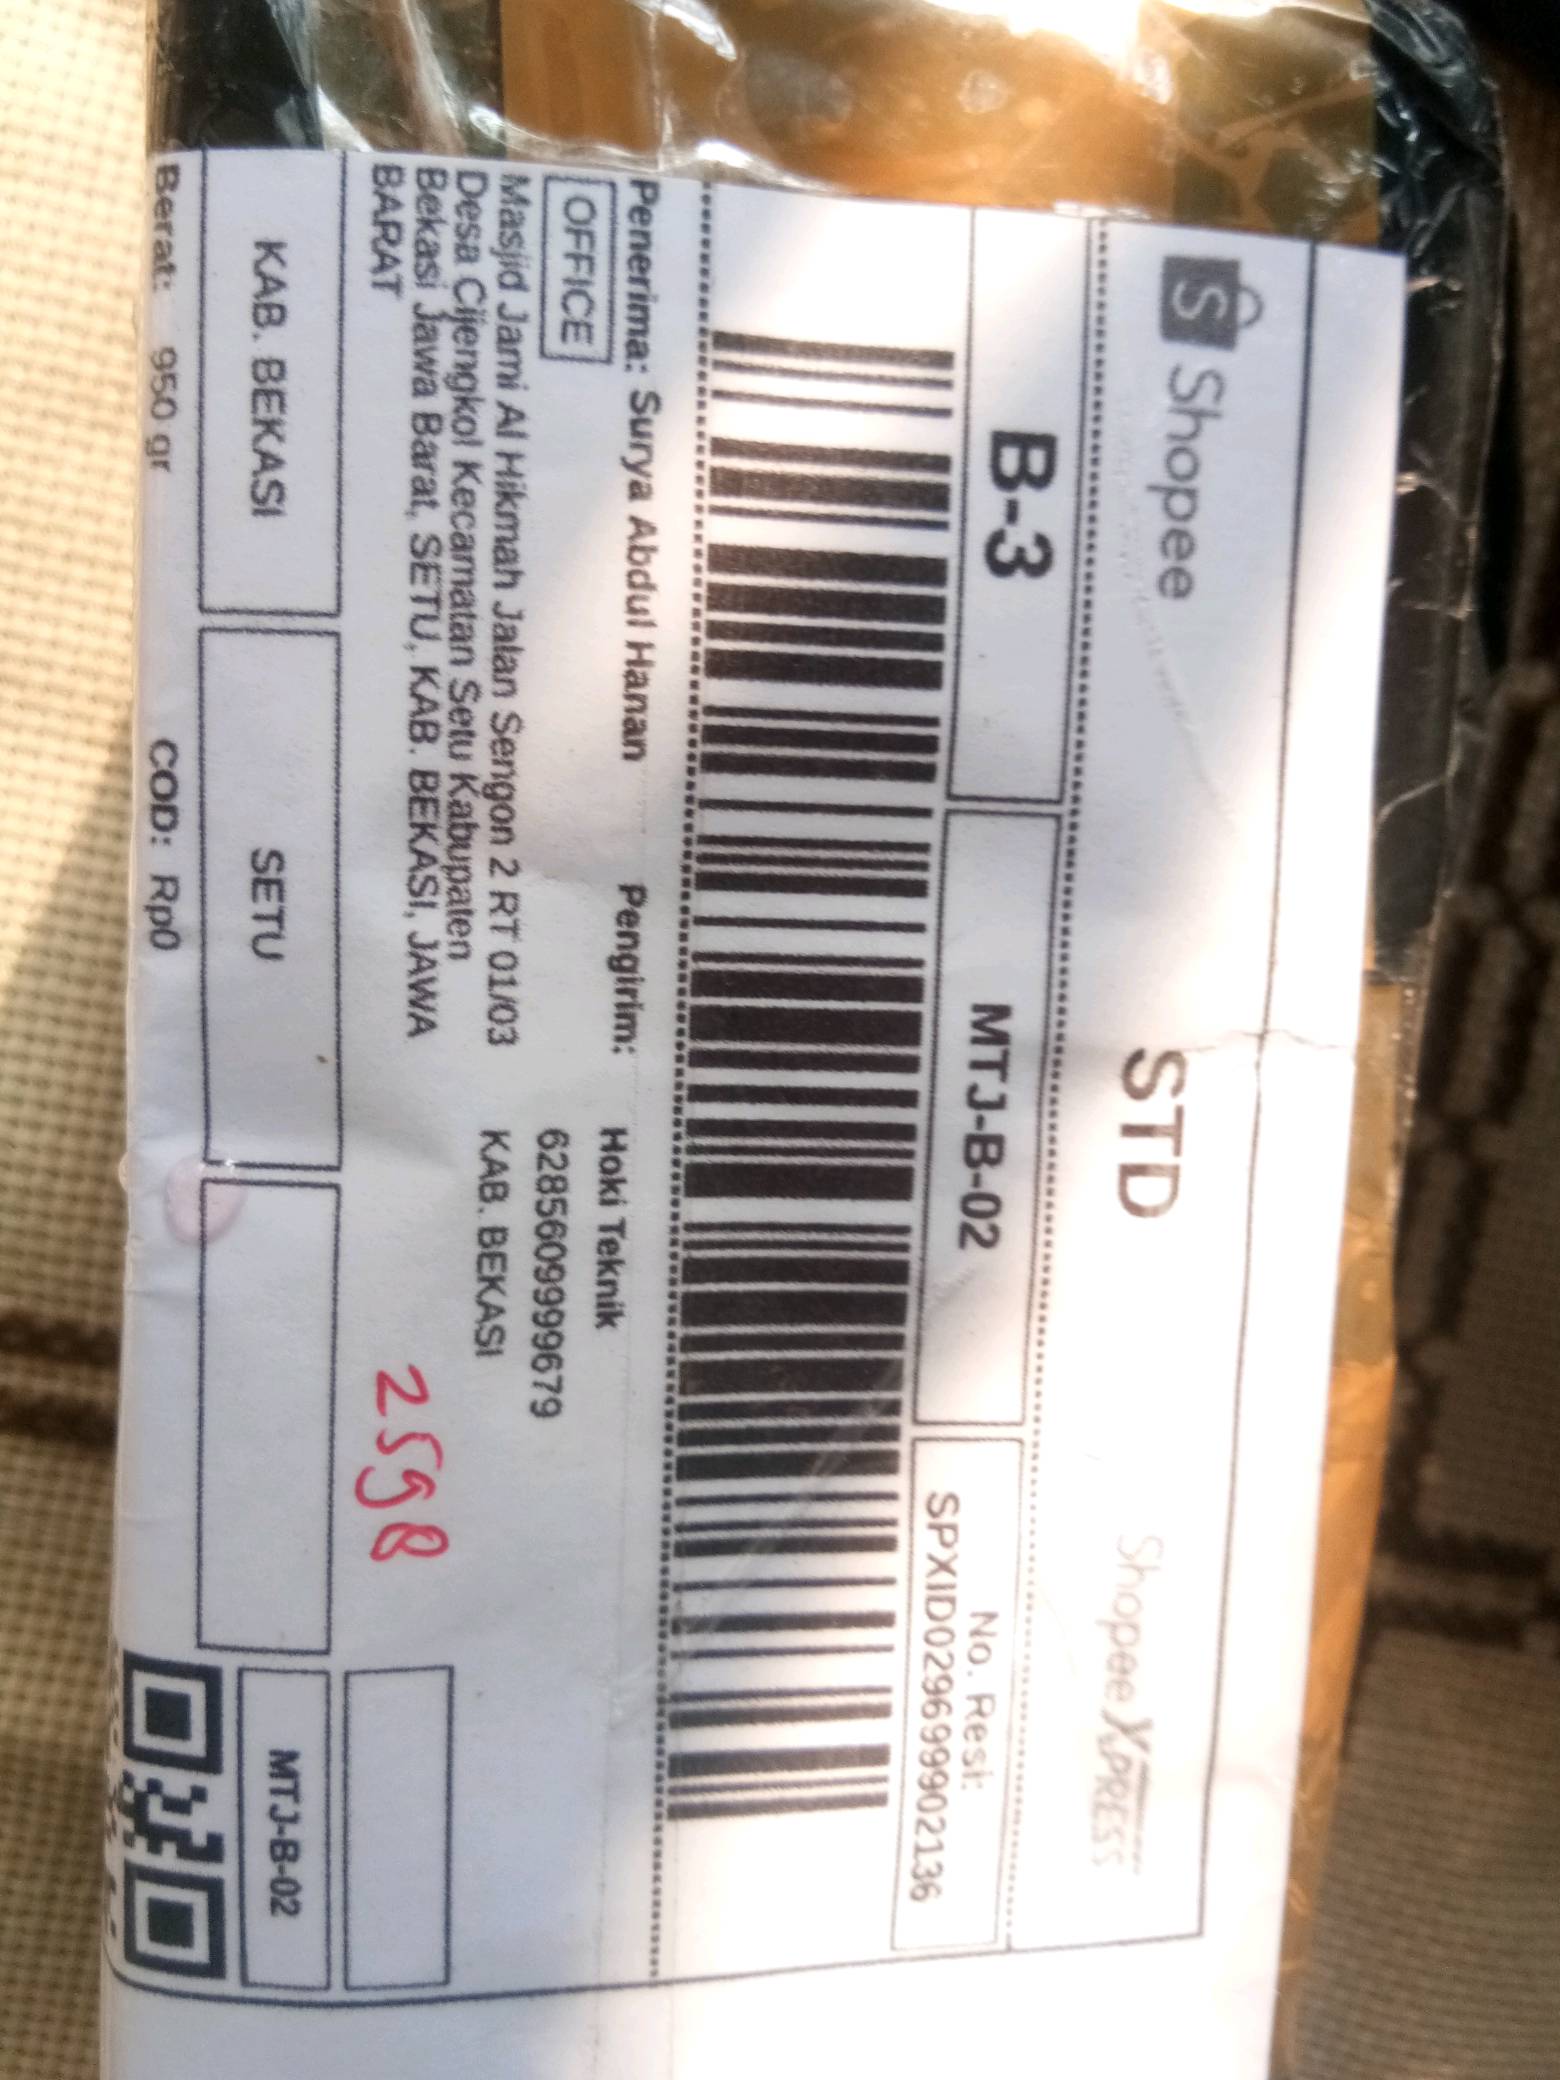 Shopee
STD
Shopee XPRESS
B-3
MTJ-B-02
No. Resi:
SPXID029699902136
Penerima: Surya Abdul Hanan
Pengirim: Hoki Teknik
OFFICE
6285609999679
Masjid Jami Al Hikmah Jalan Sengon 2 RT 01/03
KAB. BEKASI
Desa Cijengkol Kecamatan Setu Kabupaten
Bekasi Jawa Barat, SETU, KAB. BEKASI, JAWA
BARAT
2598
KAB. BEKASI
SETU
MTJ-B-02
Berat: 950 gr
COD: Rp0